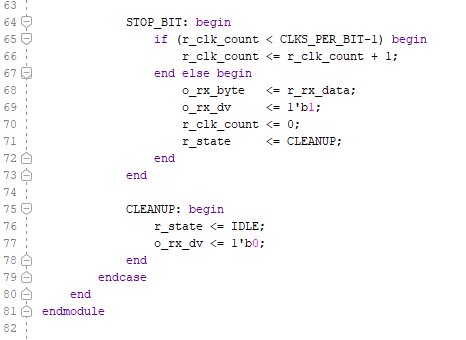 63
64 STOP_BIT: begin
65 if (r_clk_count < CLKS_PER_BIT-1) begin
66 r_clk_count <= r_clk_count + 1;
67 end else begin
68 o_rx_byte <= r_rx_data;
69 o_rx_dv <= 1'b1;
70 r_clk_count <= 0;
71 r_state <= CLEANUP;
72 end
73 end
74
75 CLEANUP: begin
76 r_state <= IDLE;
77 o_rx_dv <= 1'b0;
78 end
79 endcase
80 end
81 endmodule
82